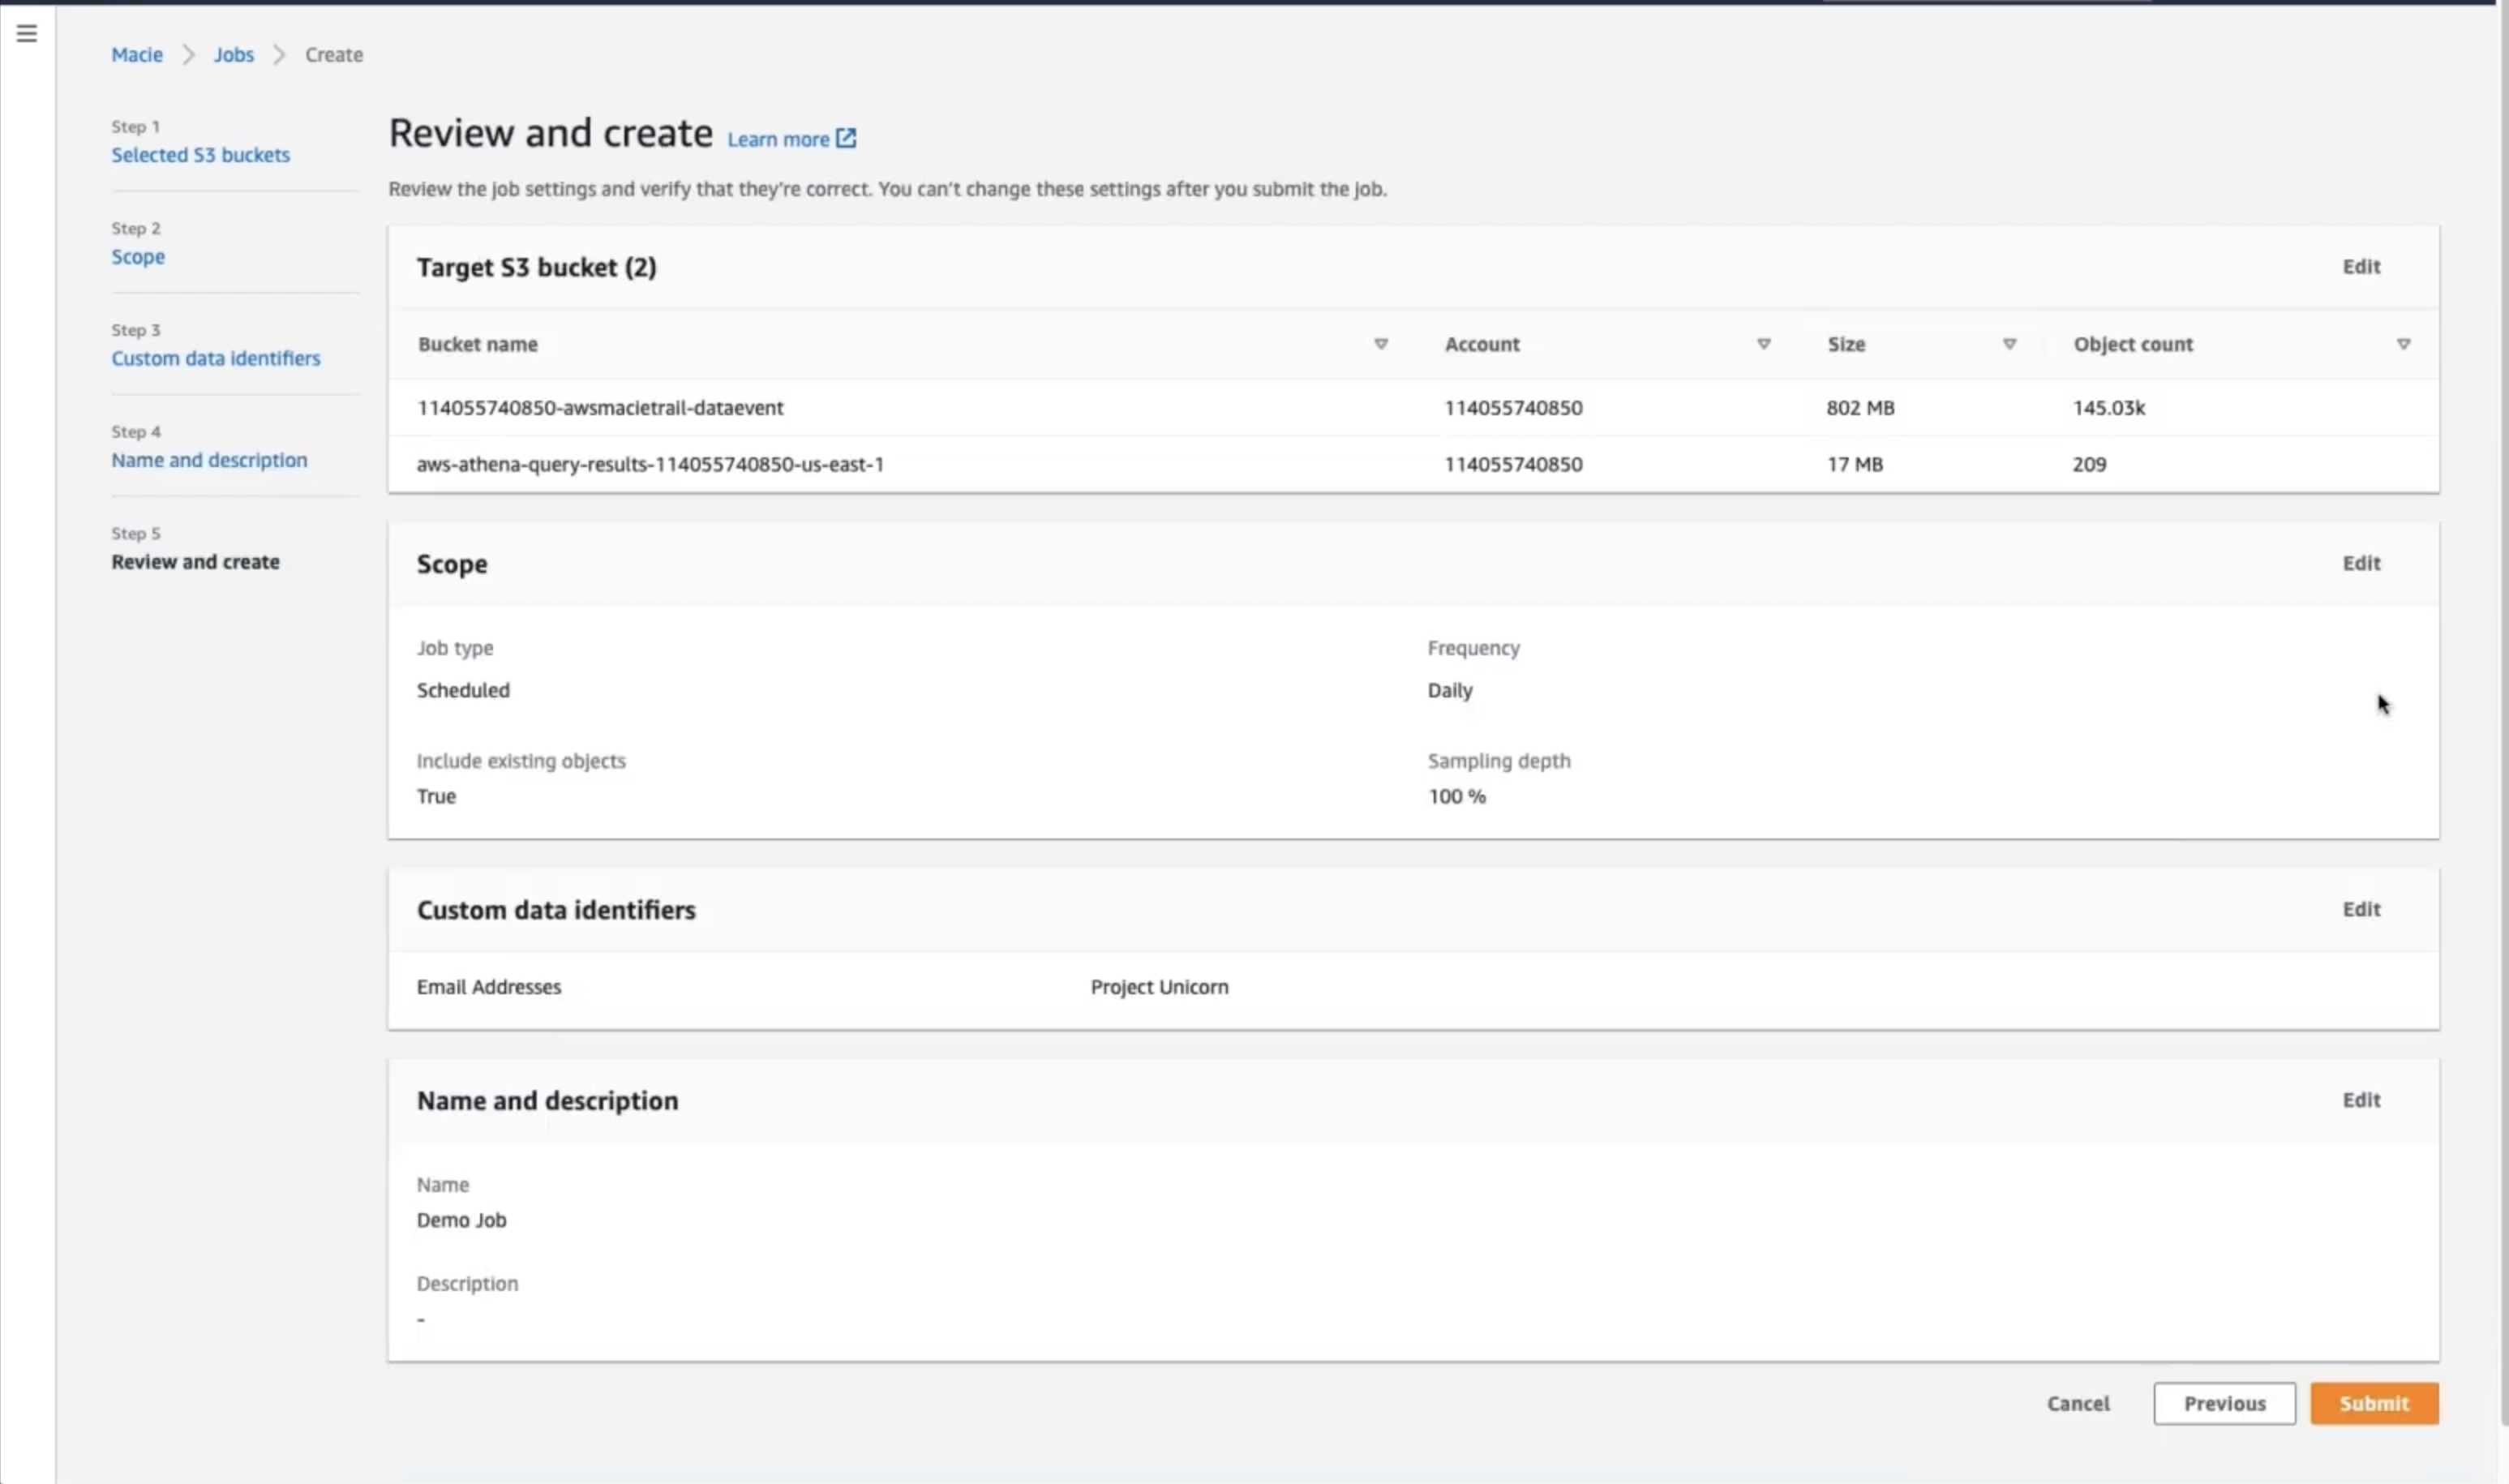 Macie > Jobs > Create
Step 1
Selected S3 buckets
Step 2
Scope
Step 3
Custom data identifiers
Step 4
Name and description
Step 5
Review and create
Review and create Learn more
Review the job settings and verify that they're correct. You can't change these settings after you submit the job.
Target S3 bucket (2) Edit
Bucket name Account Size Object count
114055740850-awsmacietrail-dataevent 114055740850 802 MB 145.03k
aws-athena-query-results-114055740850-us-east-1 114055740850 17 MB 209
Scope Edit
Job type Frequency
Scheduled Daily
Include existing objects Sampling depth
True 100 %
Custom data identifiers Edit
Email Addresses Project Unicorn
Name and description Edit
Name
Demo Job
Description
-
Cancel Previous Submit